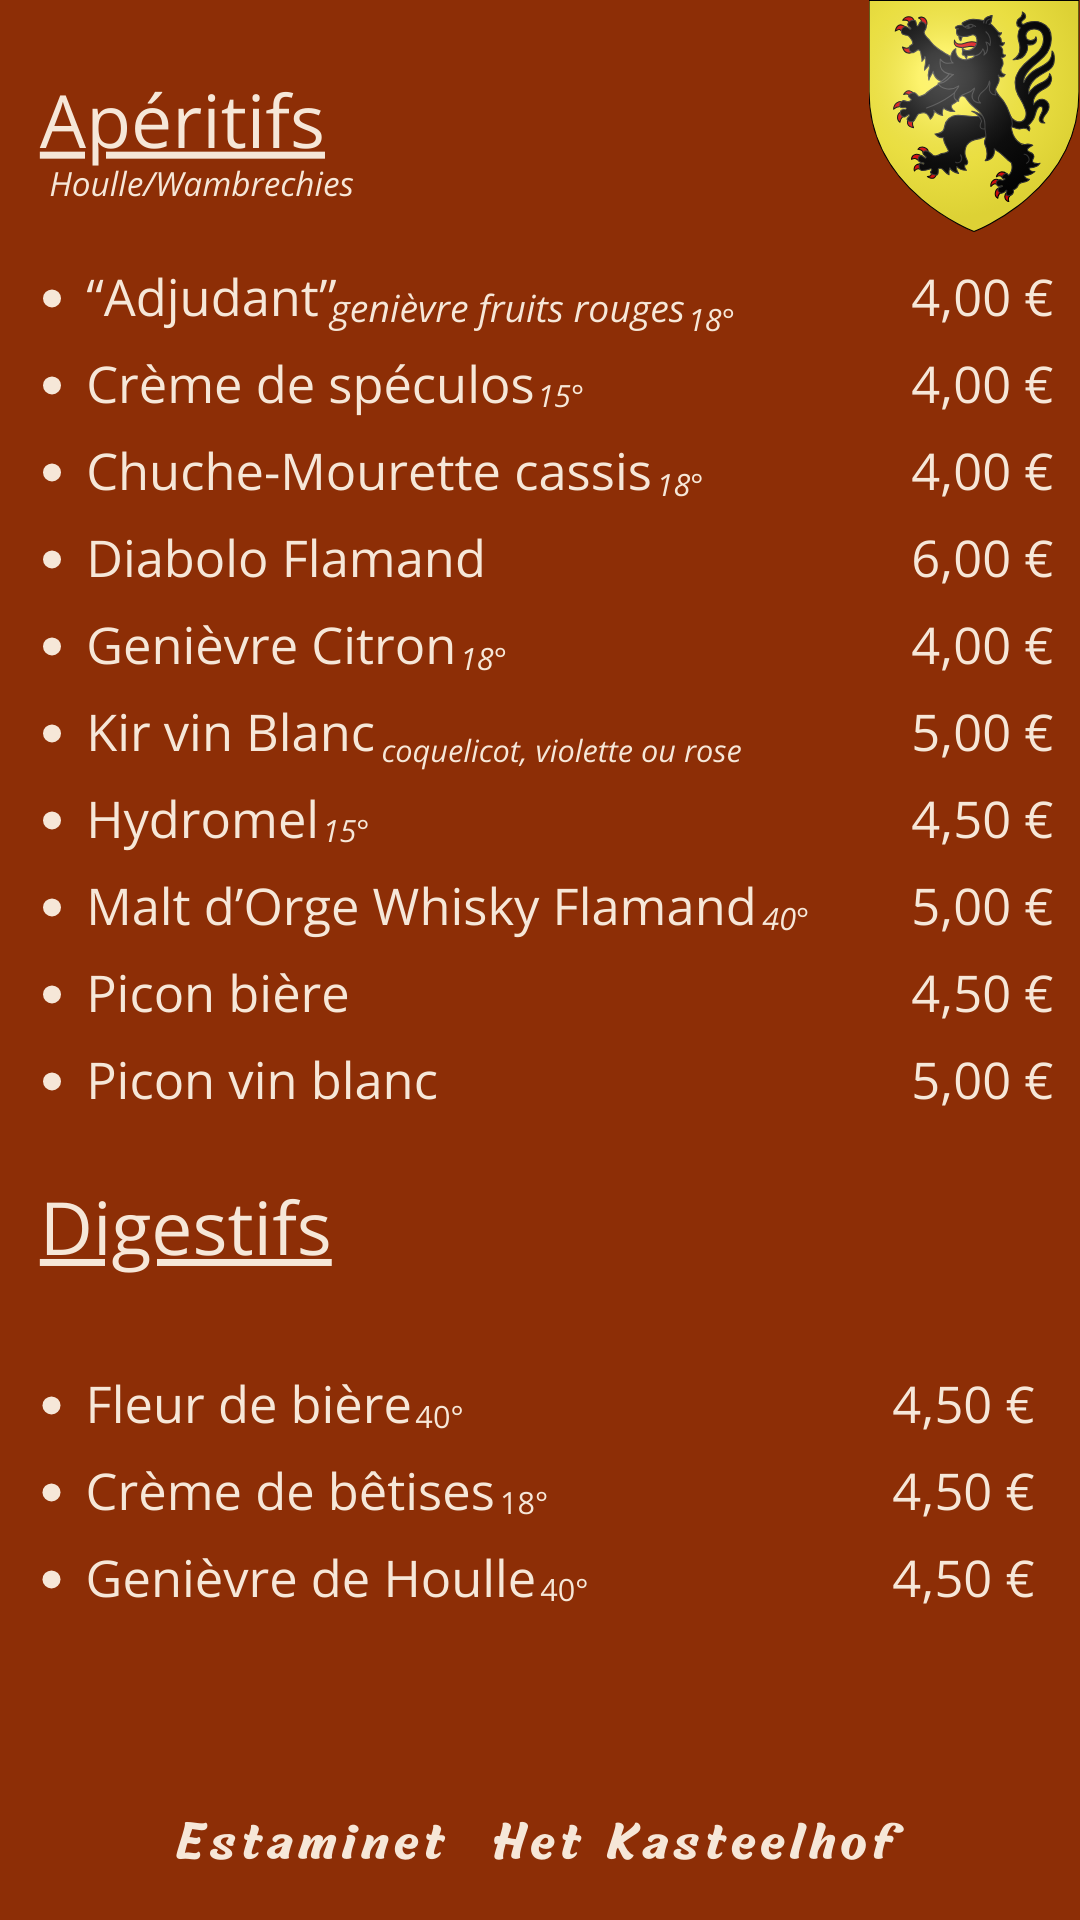 Apéritifs
Houlle/Wambrechies
• “Adjudant” genièvre fruits rouges 18° 4,00 €
• Crème de spéculos 15° 4,00 €
• Chuche-Mourette cassis 18° 4,00 €
• Diabolo Flamand 6,00 €
• Genièvre Citron 18° 4,00 €
• Kir vin Blanc coquelicot, violette ou rose 5,00 €
• Hydromel 15° 4,50 €
• Malt d’Orge Whisky Flamand 40° 5,00 €
• Picon bière 4,50 €
• Picon vin blanc 5,00 €
Digestifs
• Fleur de bière 40° 4,50 €
• Crème de bêtises 18° 4,50 €
• Genièvre de Houlle 40° 4,50 €
Estaminet Het Kasteelhof